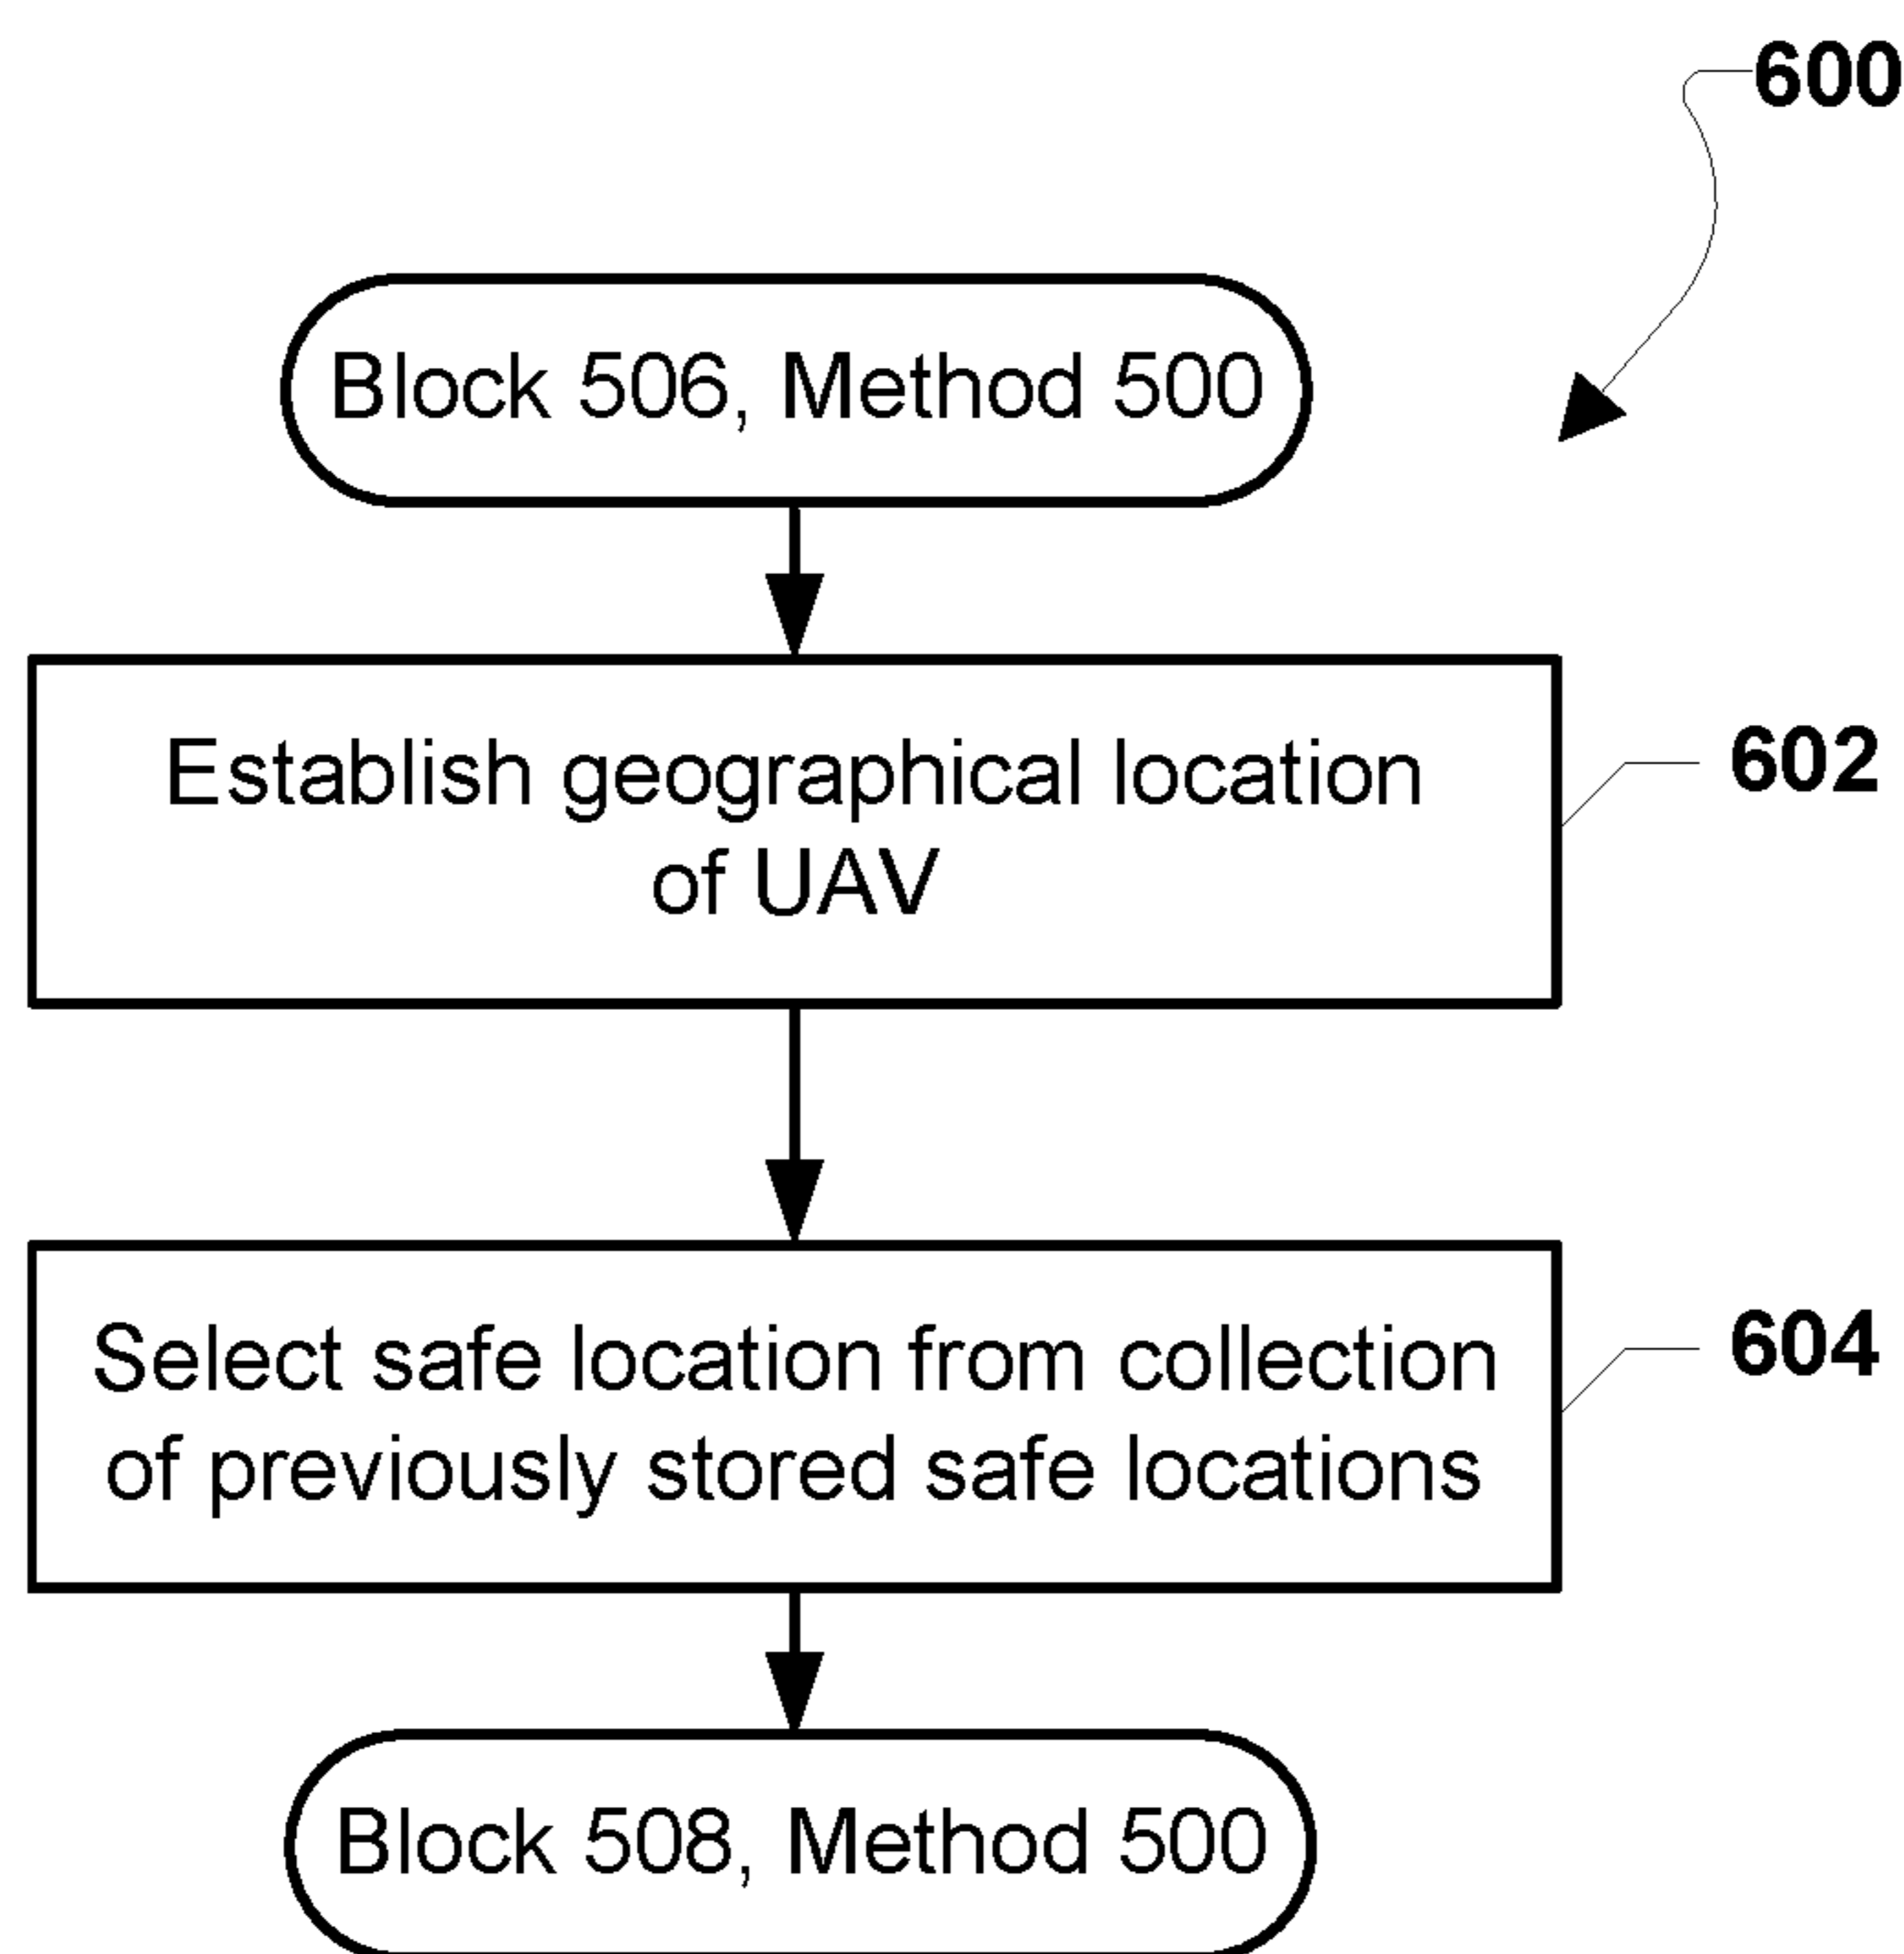 600
Block 506, Method 500
Establish geographical location
of UAV
602
Select safe location from collection
of previously stored safe locations
604
Block 508, Method 500